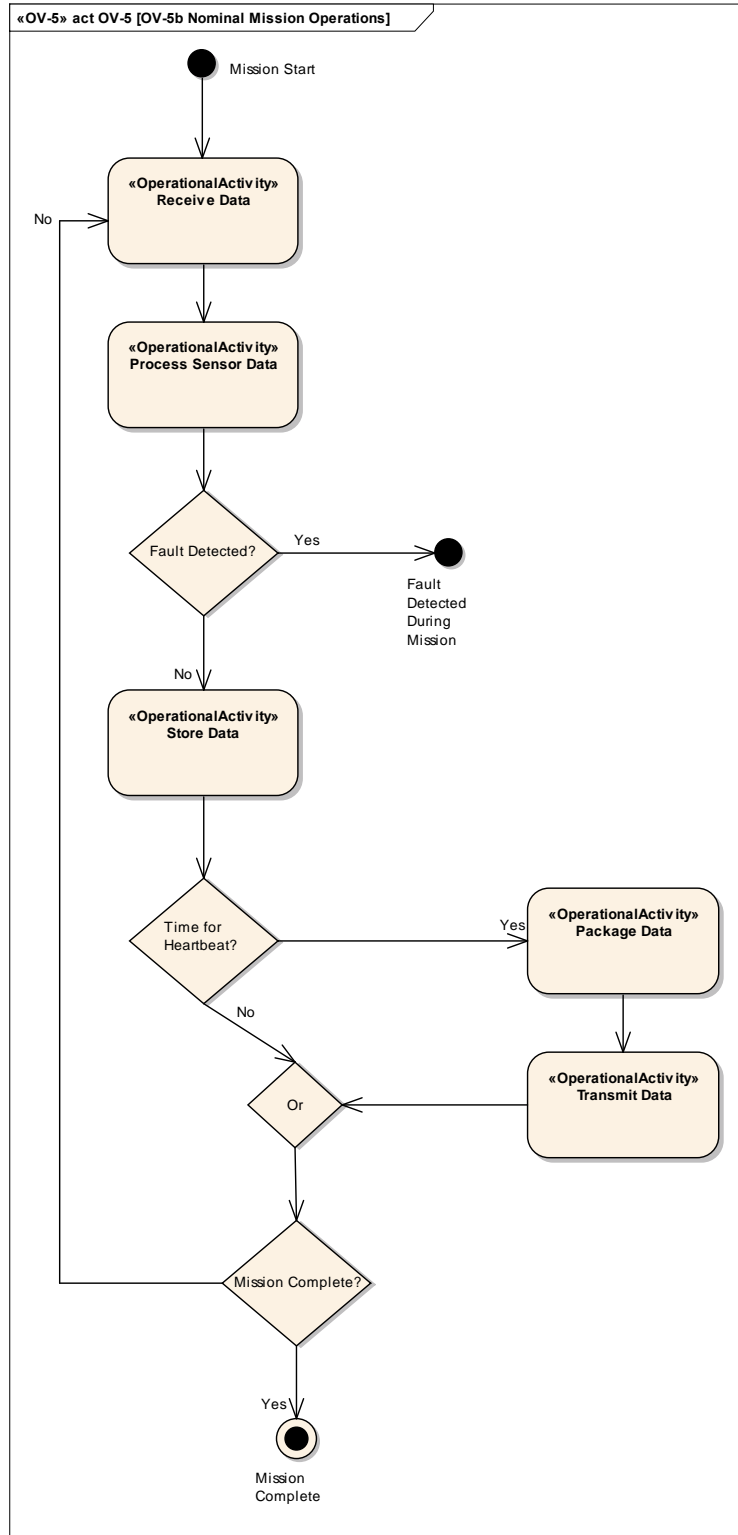 «OV-5» act OV-5 [OV-5b Nominal Mission Operations]
Mission Start
«OperationalActivity»
Receive Data
No
«OperationalActivity»
Process Sensor Data
Fault Detected?
Yes
Fault
Detected
During
Mission
No
«OperationalActivity»
Store Data
Time for
Heartbeat?
Yes
«OperationalActivity»
Package Data
No
«OperationalActivity»
Transmit Data
Or
Mission Complete?
Yes
Mission
Complete